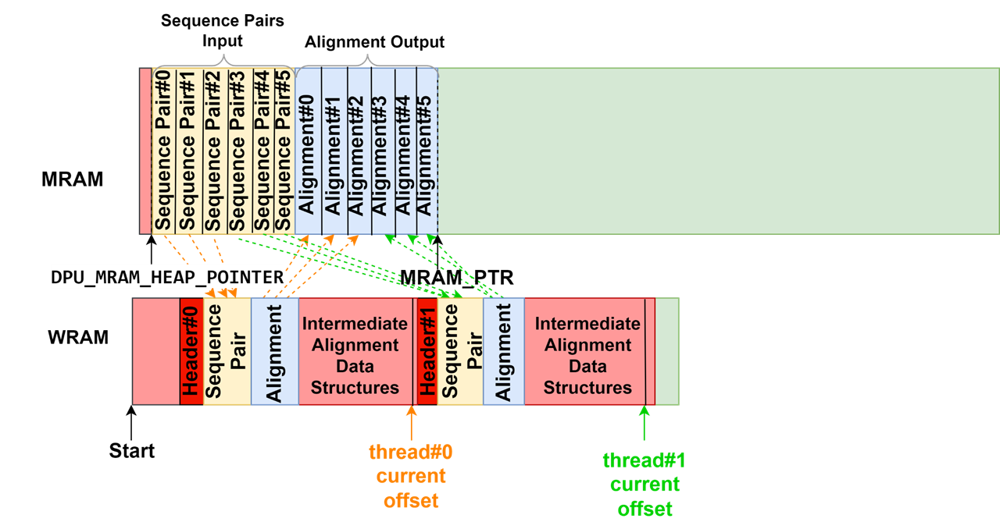 Sequence Pairs
Input
Alignment Output
Sequence Pair#0
Sequence Pair#1
Sequence Pair#2
Sequence Pair#3
Sequence Pair#4
Sequence Pair#5
Alignment#0
Alignment#1
Alignment#2
Alignment#3
Alignment#4
Alignment#5
MRAM
DPU_MRAM_HEAP_POINTER
MRAM_PTR
WRAM
Header#0
Sequence
Pair
Alignment
Intermediate
Alignment
Data
Structures
Header#1
Sequence
Pair
Alignment
Intermediate
Alignment
Data
Structures
Start
thread#0
current
offset
thread#1
current
offset